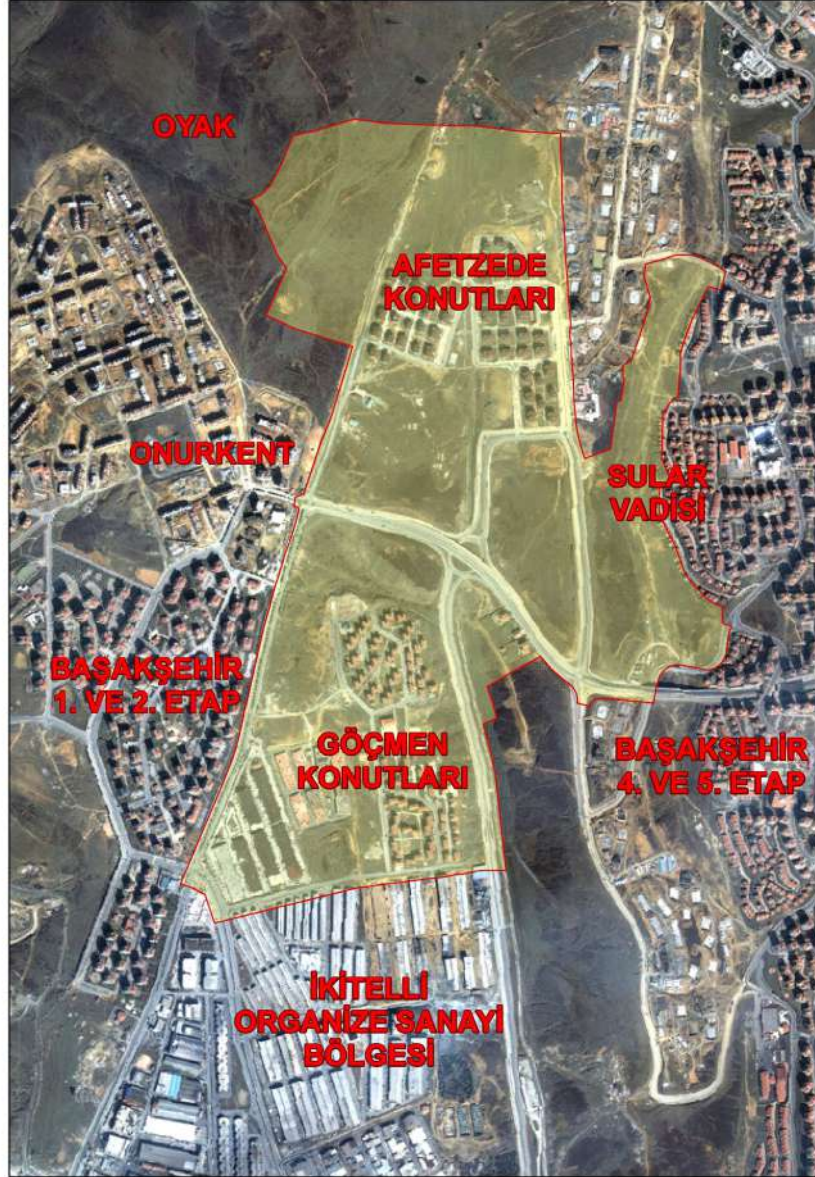 OYAK
AFETZEDE
KONUTLARI
ONURKENT
SULAR
VADİSİ
BAŞAKŞEHİR
1. VE 2. ETAP
GÖÇMEN
KONUTLARI
BAŞAKŞEHİR
4. VE 5. ETAP
İKİTELLİ
ORGANİZE SANAYİ
BÖLGESİ